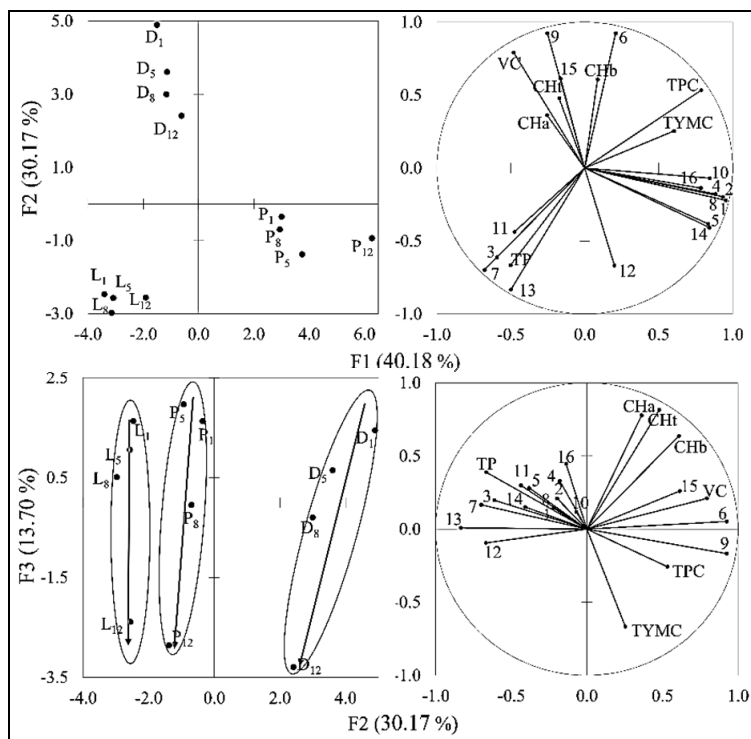 5.0
3.0
1.0
-1.0
-3.0
-4.0 -2.0 0.0 2.0 4.0 6.0
F2 (30.17 %)
F1 (40.18 %)
D1
D5
D8
D12
P1
P8
P5
P12
L1
L5
L8
L12
1.0
0.5
0.0
-0.5
-1.0
-1.0 0.0 1.0
9
6
VC
15
CHb
CHt
CHa
TPC
TYMC
10
16
4
2
8
1
5
14
12
11
3
TP
7
13
2.5
0.5
-1.5
-3.5
-4.0 -2.0 0.0 2.0 4.0
F3 (13.70 %)
F2 (30.17 %)
L1
L5
L8
L12
P5
P1
P8
P12
D1
D5
D8
D12
1.0
0.5
0.0
-0.5
-1.0
-1.0 0.0 1.0
CHa
CHt
CHb
16
TP
11
5
4
2
8
10
1
3
14
7
15
VC
6
13
12
9
TPC
TYMC